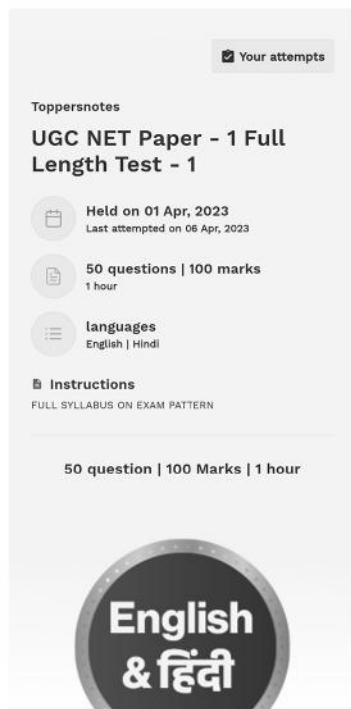 Your attempts
Toppersnotes
UGC NET Paper - 1 Full
Length Test - 1
Held on 01 Apr, 2023
Last attempted on 06 Apr, 2023
50 questions | 100 marks
1 hour
languages
English | Hindi
Instructions
FULL SYLLABUS ON EXAM PATTERN
50 question | 100 Marks | 1 hour
English
& हिंदी